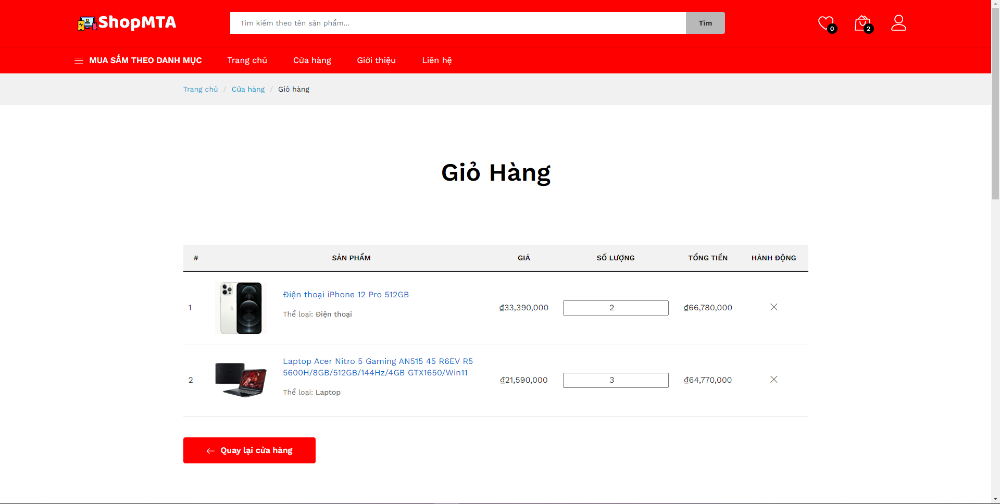 ShopMTA
Tìm kiếm theo tên sản phẩm...
Tìm
0
2
MUA SẮM THEO DANH MỤC
Trang chủ
Cửa hàng
Giới thiệu
Liên hệ
Trang chủ / Cửa hàng / Giỏ hàng
Giỏ Hàng
# SẢN PHẨM GIÁ SỐ LƯỢNG TỔNG TIỀN HÀNH ĐỘNG
Điện thoại iPhone 12 Pro 512GB
1 ₫33,390,000 2 ₫66,780,000
Thể loại: Điện thoại
Laptop Acer Nitro 5 Gaming AN515 45 R6EV R5
5600H/8GB/512GB/144Hz/4GB GTX1650/Win11
2 ₫21,590,000 3 ₫64,770,000
Thể loại: Laptop
Quay lại cửa hàng